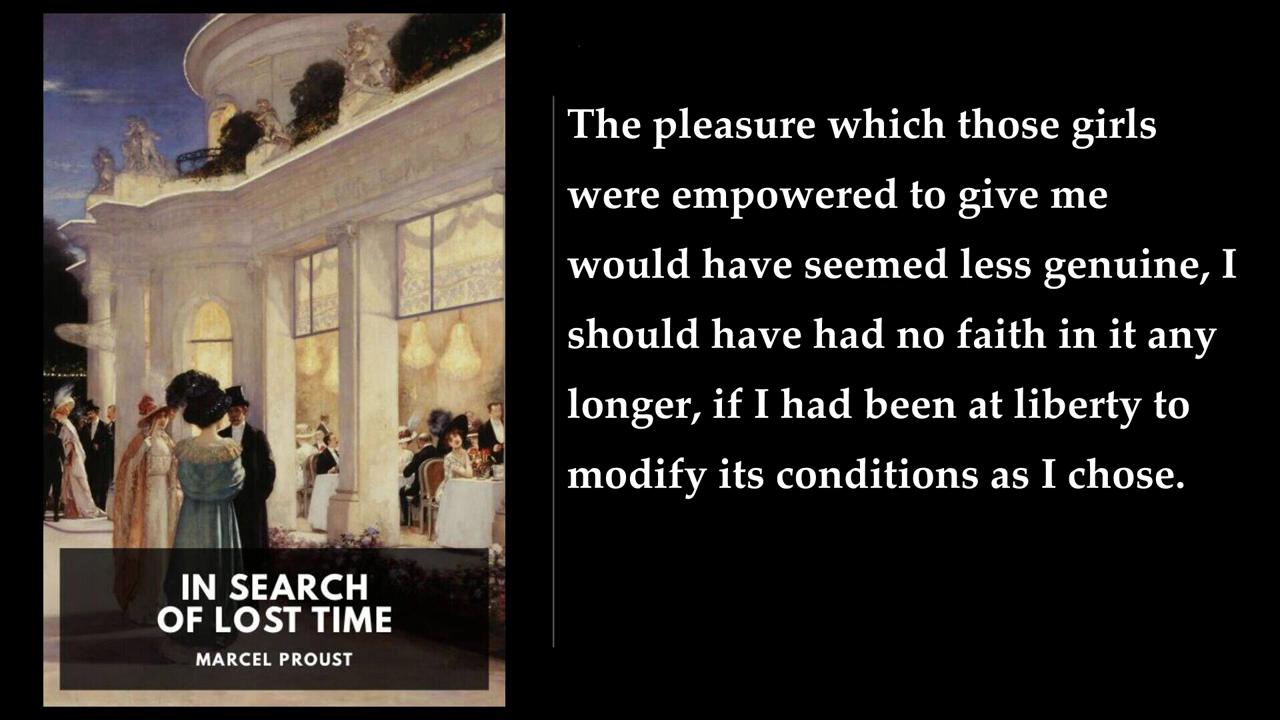 The pleasure which those girls
were empowered to give me
would have seemed less genuine, I
should have had no faith in it any
longer, if I had been at liberty to
modify its conditions as I chose.
IN SEARCH
OF LOST TIME
MARCEL PROUST